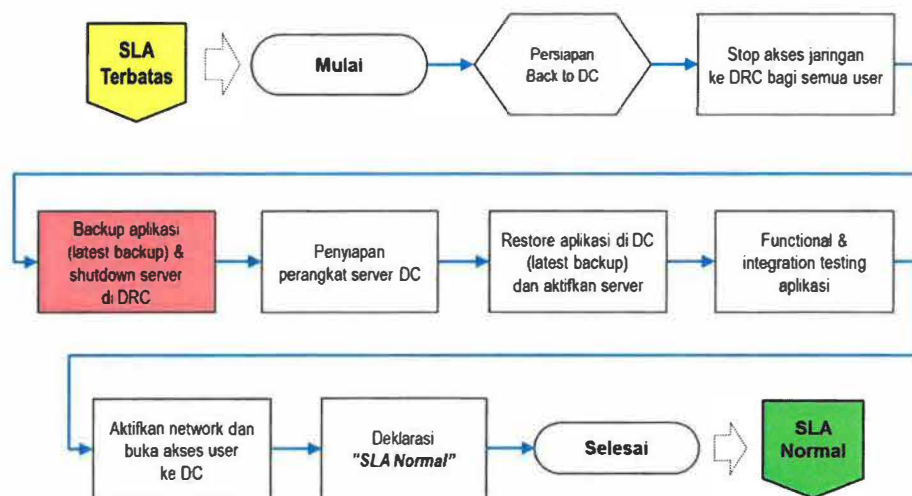 SLA
Terbatas
Mulai
Persiapan
Back to DC
Stop akses jaringan
ke DRC bagi semua user
Backup aplikasi
(latest backup) &
shutdown server
di DRC
Penyiapan
perangkat server DC
Restore aplikasi di DC
(latest backup)
dan aktifkan server
Functional &
integration testing
aplikasi
Aktifkan network dan
buka akses user
ke DC
Deklarasi
"SLA Normal"
Selesai
SLA
Normal